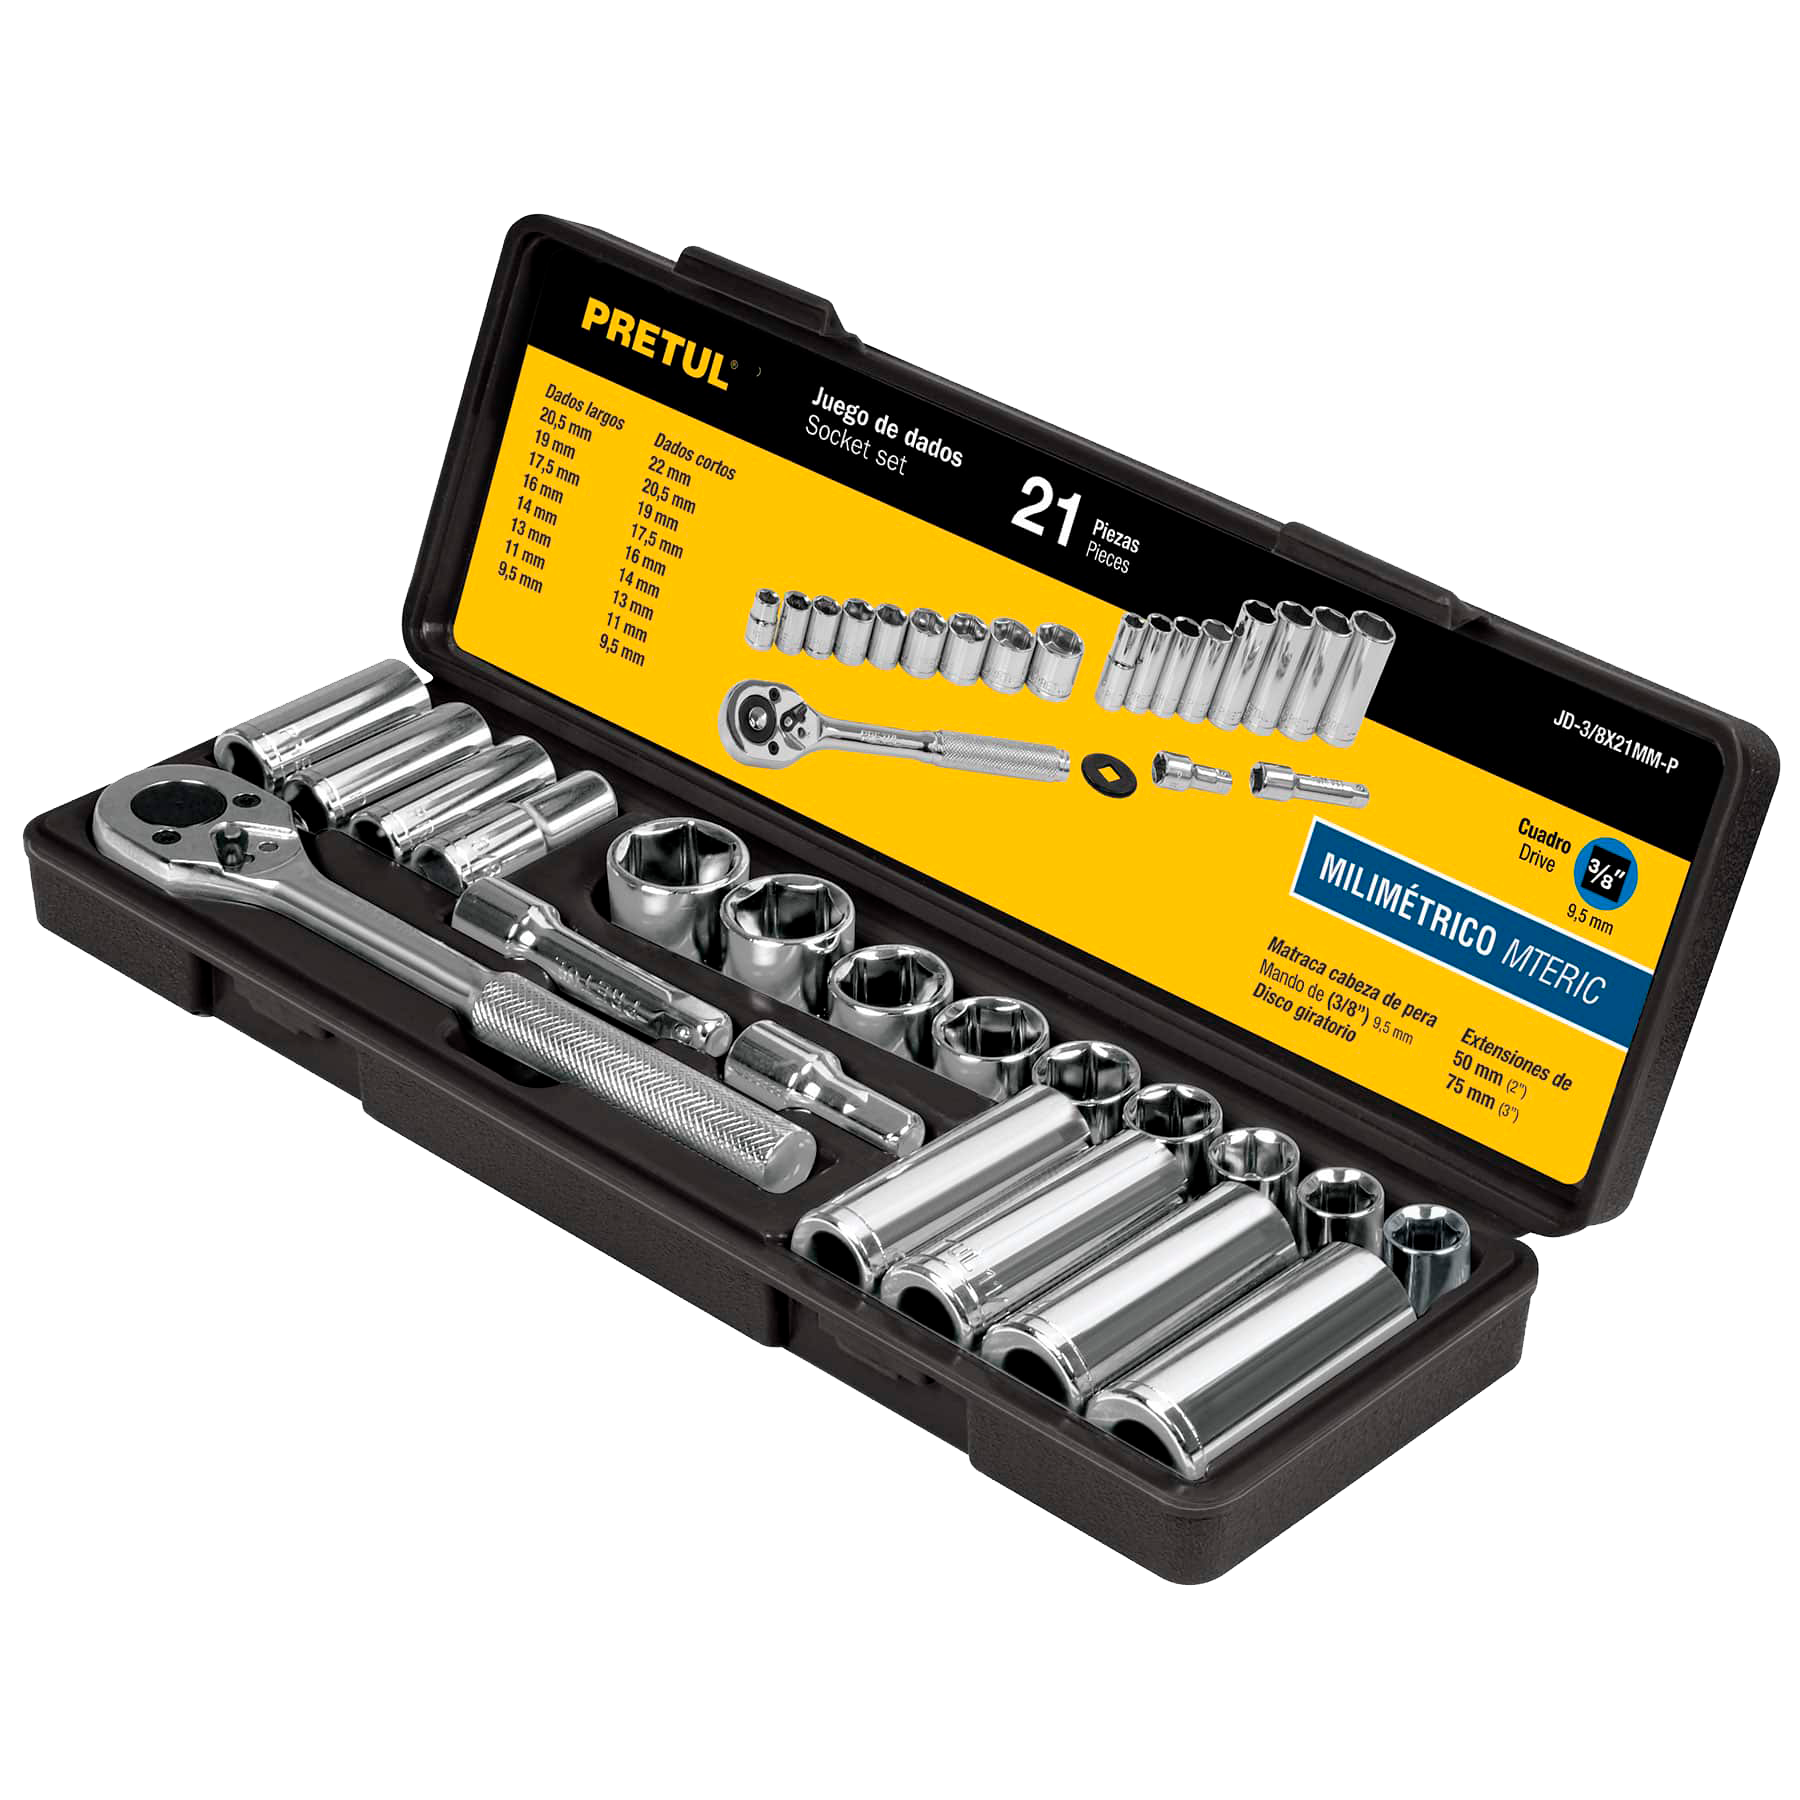 PRETUL®
Juego de dados
Socket set
21
Piezas
Pieces
JD-3/8X21MM-P
Dados largos
20,5 mm
19 mm
17,5 mm
16 mm
14 mm
13 mm
11 mm
9,5 mm
Dados cortos
22 mm
20,5 mm
19 mm
17,5 mm
16 mm
14 mm
13 mm
11 mm
9,5 mm
Cuadro
Drive
3/8"
9,5 mm
MILIMÉTRICO MTERIC
Matraca cabeza de pera
Mando de (3/8") 9,5 mm
Disco giratorio
Extensiones de
50 mm (2")
75 mm (3")
PRETUL